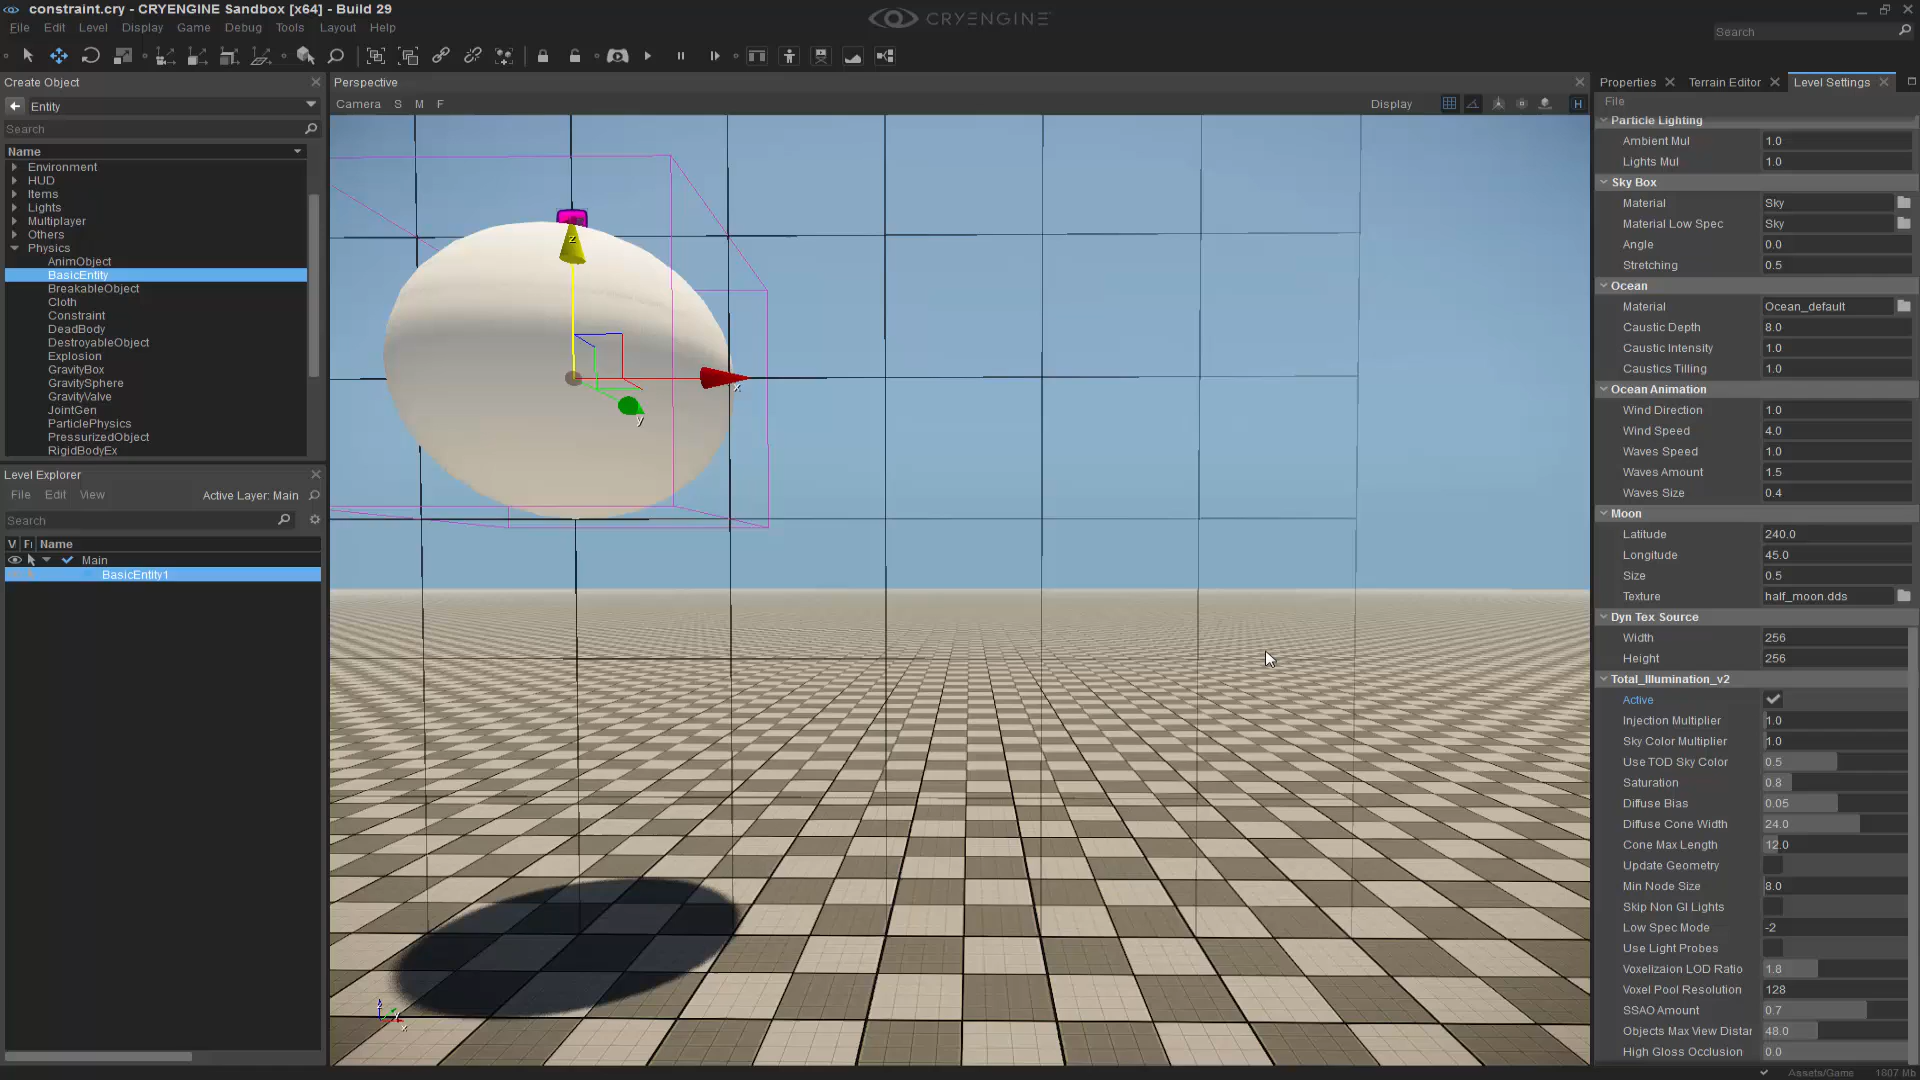 constraint.cry - CRYENGINE Sandbox [x64] - Build 29
CRYENGINE
File Edit Level Display Game Debug Tools Layout Help
Search
Create Object
Entity
Search
Name
Environment
HUD
Items
Lights
Multiplayer
Others
Physics
AnimObject
BasicEntity
BreakableObject
Cloth
Constraint
DeadBody
DestroyableObject
Explosion
GravityBox
GravitySphere
GravityValve
JointGen
ParticlePhysics
PressurizedObject
RigidBodyEx
Level Explorer
File Edit View Active Layer: Main
Search
V Name
Main
BasicEntity1
Perspective
Camera S M F Display H
z
x
y
z
y
x
Properties Terrain Editor Level Settings
File
Particle Lighting
Ambient Mul 1.0
Lights Mul 1.0
Sky Box
Material Sky
Material Low Spec Sky
Angle 0.0
Stretching 0.5
Ocean
Material Ocean_default
Caustic Depth 8.0
Caustic Intensity 1.0
Caustics Tilling 1.0
Ocean Animation
Wind Direction 1.0
Wind Speed 4.0
Waves Speed 1.0
Waves Amount 1.5
Waves Size 0.4
Moon
Latitude 240.0
Longitude 45.0
Size 0.5
Texture half_moon.dds
Dyn Tex Source
Width 256
Height 256
Total_Illumination_v2
Active
Injection Multiplier 1.0
Sky Color Multiplier 1.0
Use TOD Sky Color 0.5
Saturation 0.8
Diffuse Bias 0.05
Diffuse Cone Width 24.0
Cone Max Length 12.0
Update Geometry
Min Node Size 8.0
Skip Non GI Lights
Low Spec Mode -2
Use Light Probes
Voxelizaion LOD Ratio 1.8
Voxel Pool Resolution 128
SSAO Amount 0.7
Objects Max View Distar 48.0
High Gloss Occlusion 0.0
Assets/Game 1807 Mb